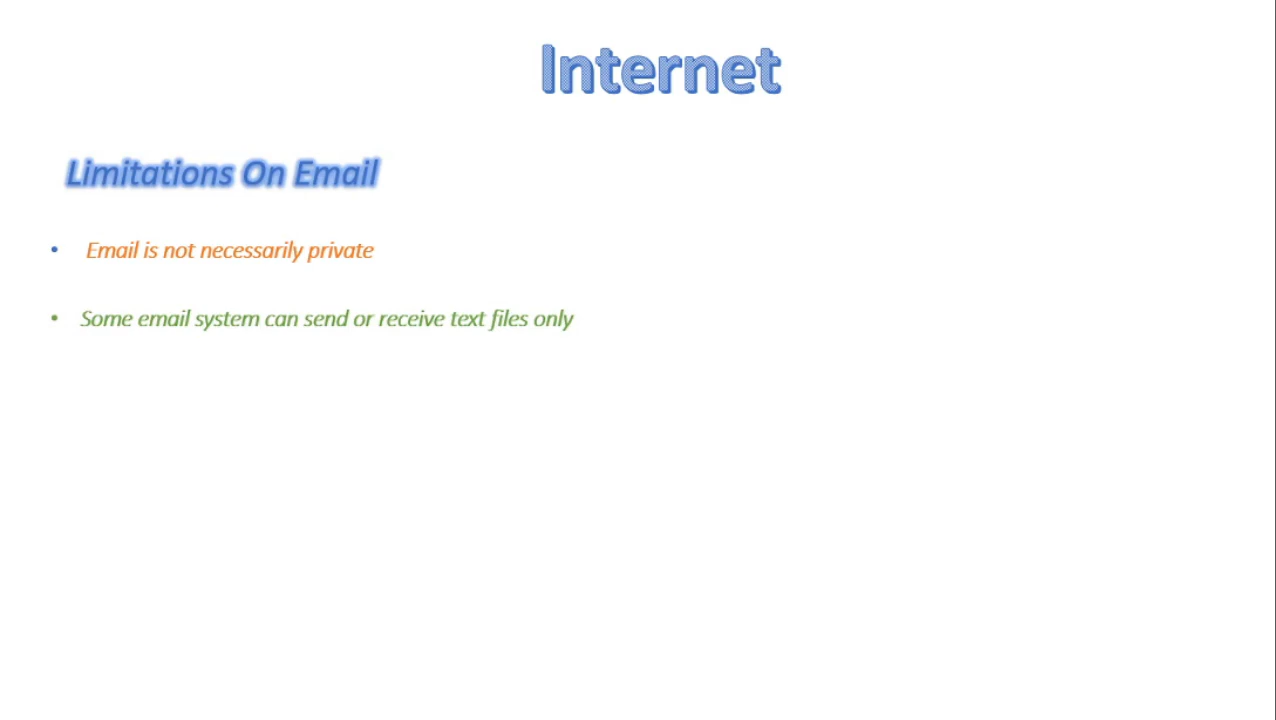 Internet
Limitations On Email
• Email is not necessarily private
• Some email system can send or receive text files only